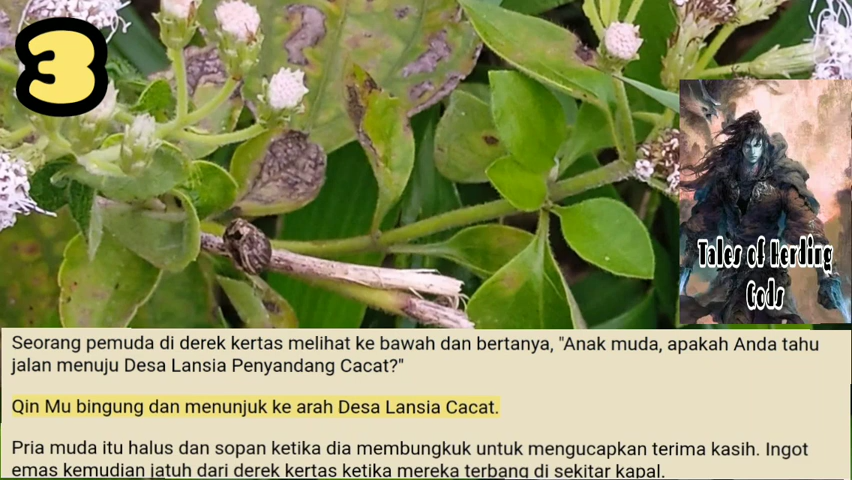 3
Tales of Herding
Gods
Seorang pemuda di derek kertas melihat ke bawah dan bertanya, "Anak muda, apakah Anda tahu
jalan menuju Desa Lansia Penyandang Cacat?"
Qin Mu bingung dan menunjuk ke arah Desa Lansia Cacat.
Pria muda itu halus dan sopan ketika dia membungkuk untuk mengucapkan terima kasih. Ingot
emas kemudian jatuh dari derek kertas ketika mereka terbang di sekitar kapal.